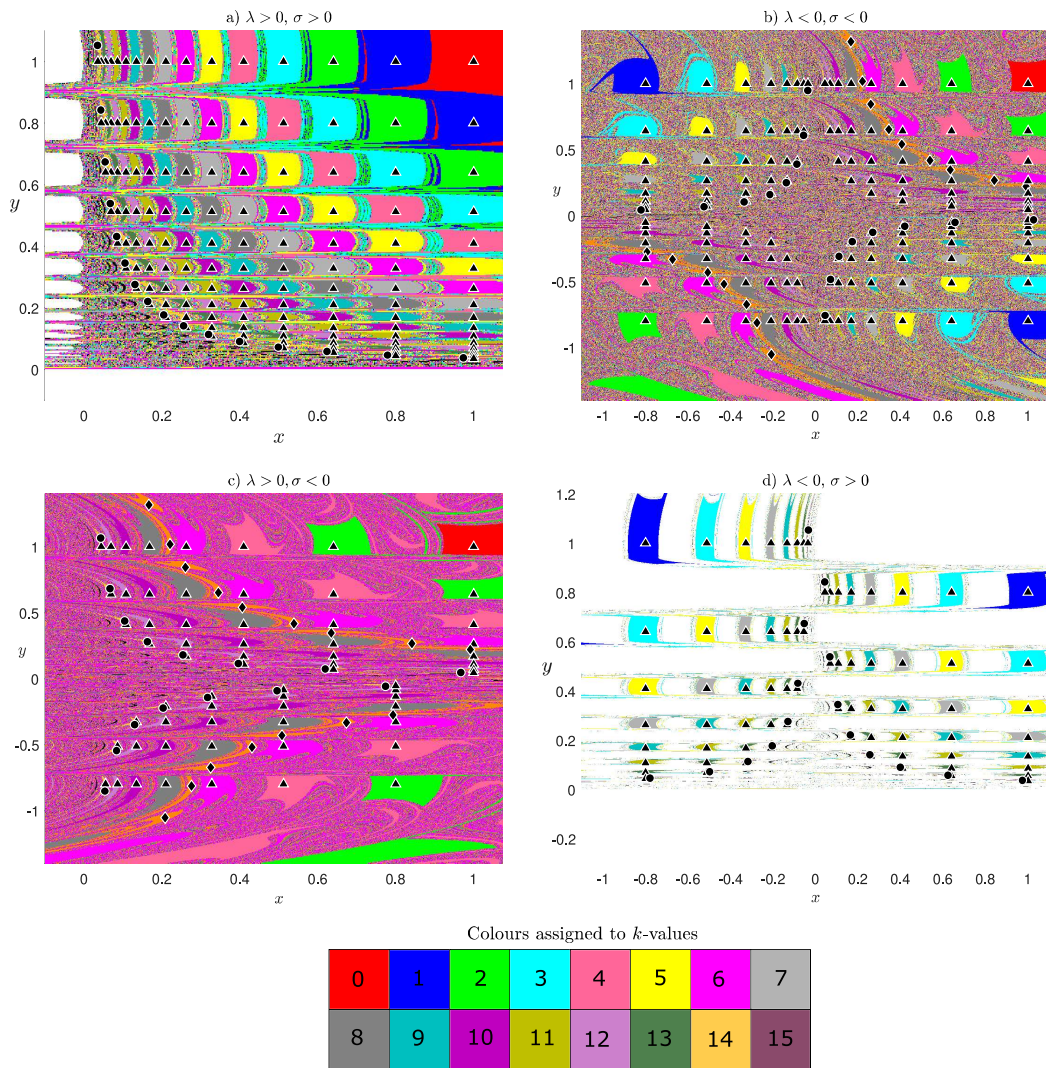 a) λ > 0, σ > 0
1
0.8
0.6
y
0.4
0.2
0
0 0.2 0.4 0.6 0.8 1
x
b) λ < 0, σ < 0
1
0.5
y
0
-0.5
-1
-1 -0.8 -0.6 -0.4 -0.2 0 0.2 0.4 0.6 0.8 1
x
c) λ > 0, σ < 0
1
0.5
y
0
-0.5
-1
0 0.2 0.4 0.6 0.8 1
x
d) λ < 0, σ > 0
1.2
1
0.8
0.6
y
0.4
0.2
0
-0.2
-1 -0.8 -0.6 -0.4 -0.2 0 0.2 0.4 0.6 0.8 1
x
Colours assigned to k-values
0 1 2 3 4 5 6 7
8 9 10 11 12 13 14 15